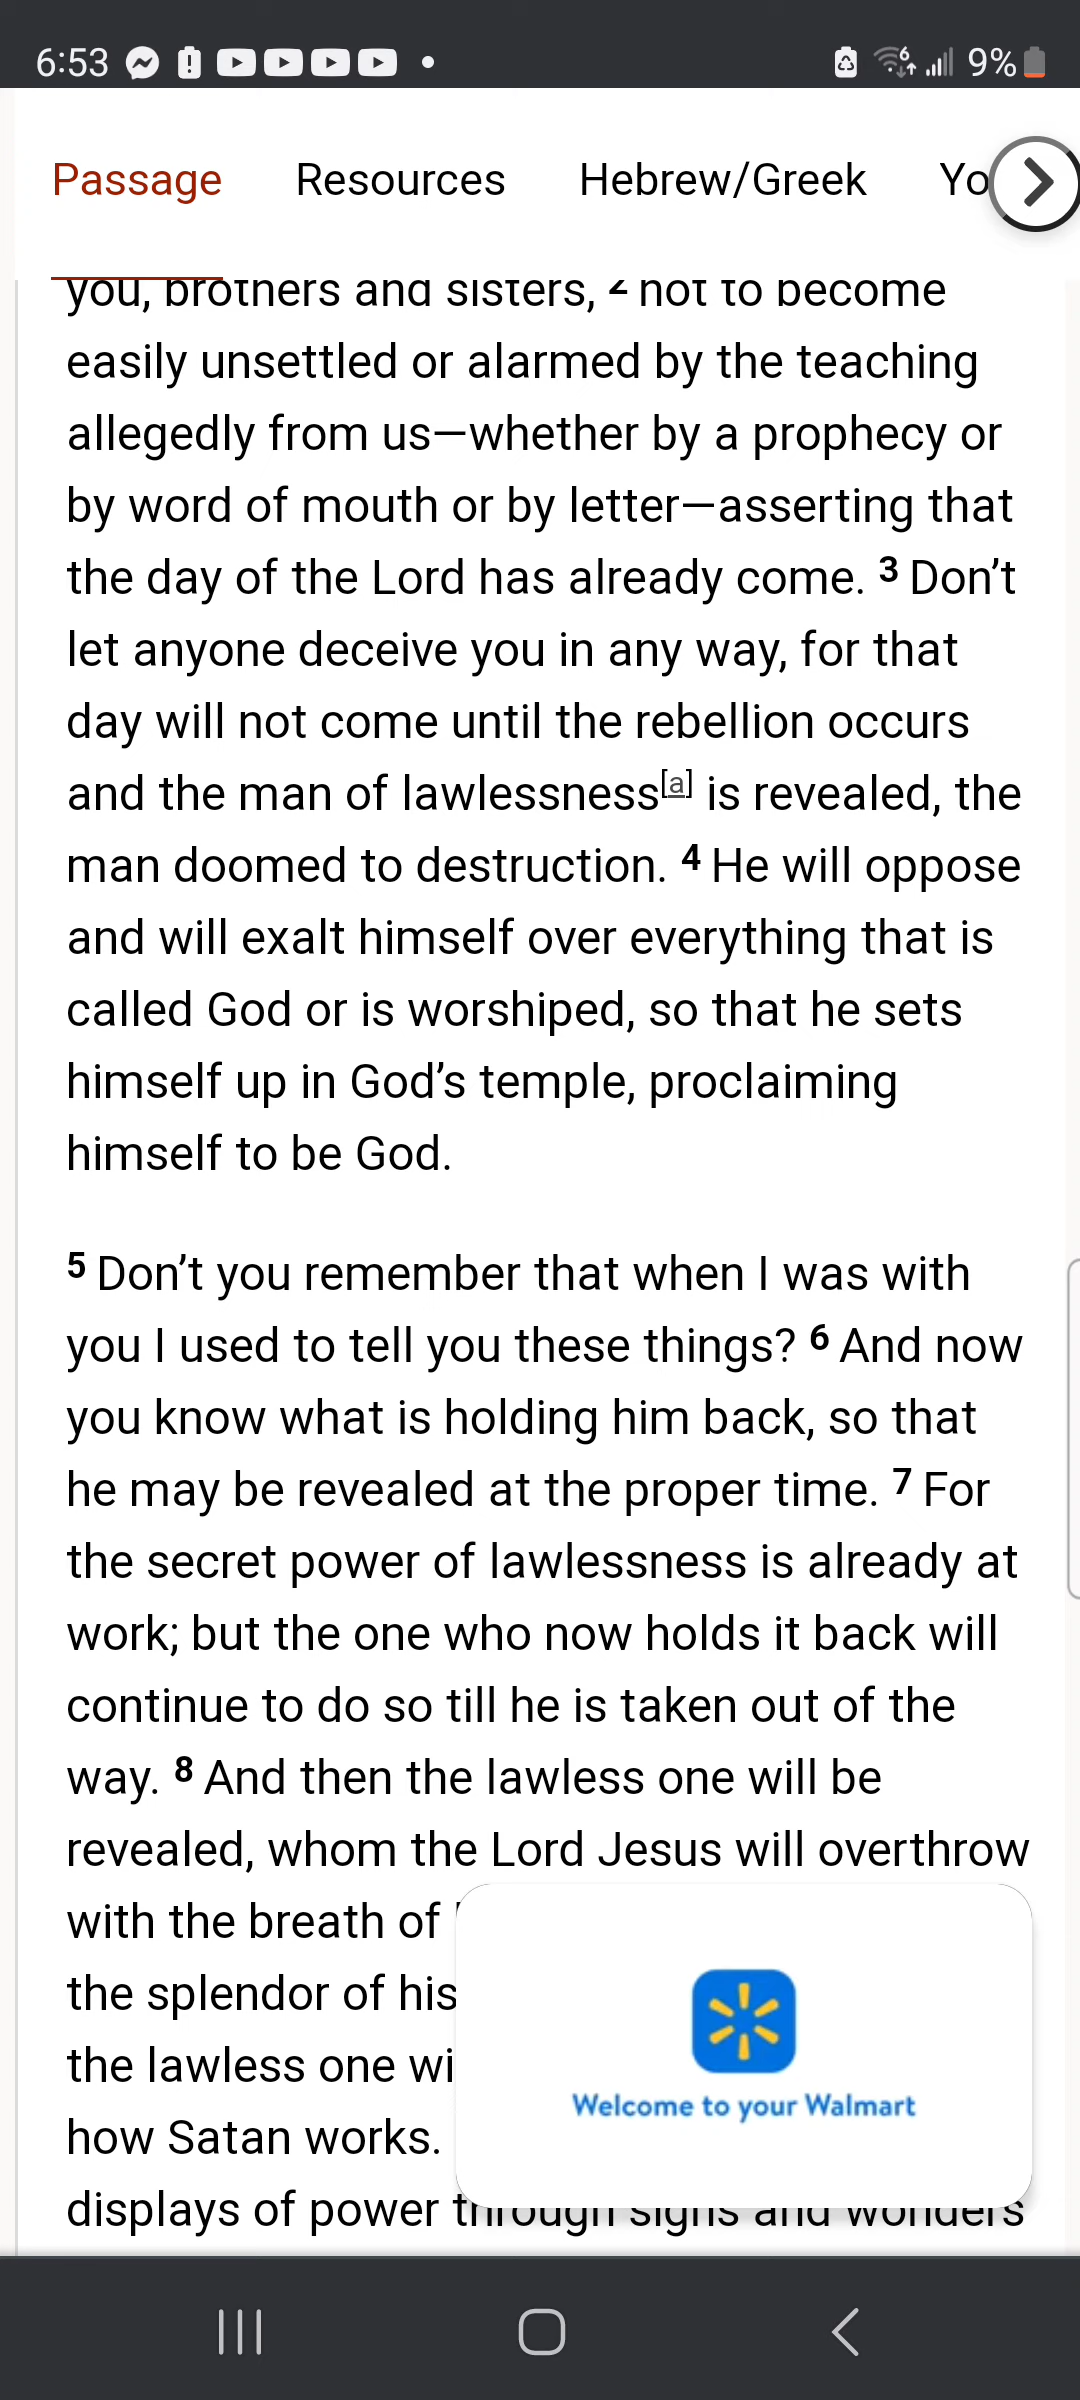 6:53 9%
Passage Resources Hebrew/Greek Yo
you, brothers and sisters, 2 not to become
easily unsettled or alarmed by the teaching
allegedly from us—whether by a prophecy or
by word of mouth or by letter—asserting that
the day of the Lord has already come. 3 Don’t
let anyone deceive you in any way, for that
day will not come until the rebellion occurs
and the man of lawlessness[a] is revealed, the
man doomed to destruction. 4 He will oppose
and will exalt himself over everything that is
called God or is worshiped, so that he sets
himself up in God’s temple, proclaiming
himself to be God.
5 Don’t you remember that when I was with
you I used to tell you these things? 6 And now
you know what is holding him back, so that
he may be revealed at the proper time. 7 For
the secret power of lawlessness is already at
work; but the one who now holds it back will
continue to do so till he is taken out of the
way. 8 And then the lawless one will be
revealed, whom the Lord Jesus will overthrow
with the breath of
the splendor of his
the lawless one wi
how Satan works.
displays of power through signs and wonders
Welcome to your Walmart